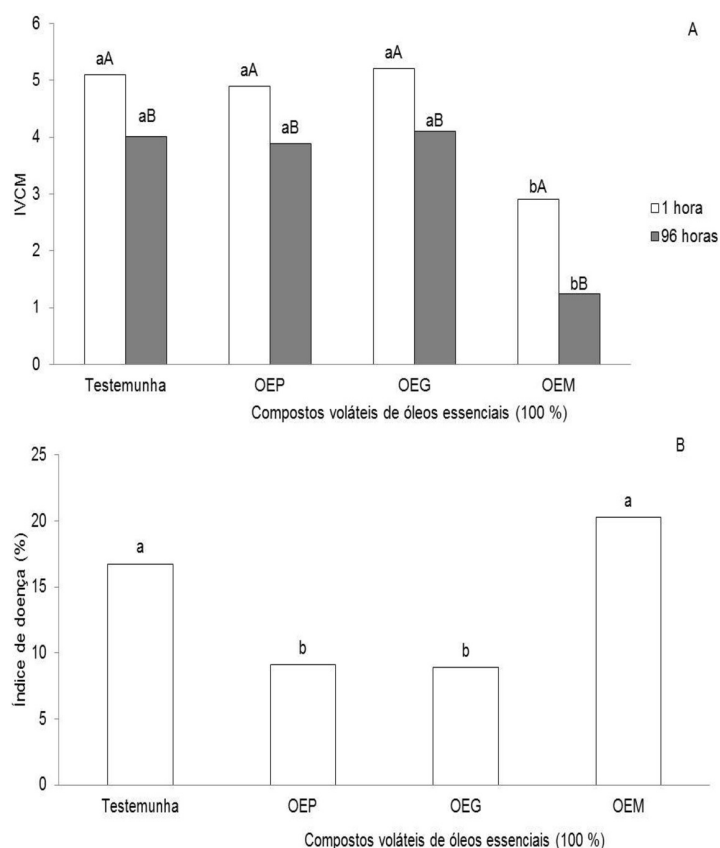 A
6
5
4
3
2
1
0
IVCM
aA
aB
aA
aB
aA
aB
bA
bB
1 hora
96 horas
Testemunha
OEP
OEG
OEM
Compostos voláteis de óleos essenciais (100 %)
B
25
20
15
10
5
0
Índice de doença (%)
a
b
b
a
Testemunha
OEP
OEG
OEM
Compostos voláteis de óleos essenciais (100 %)